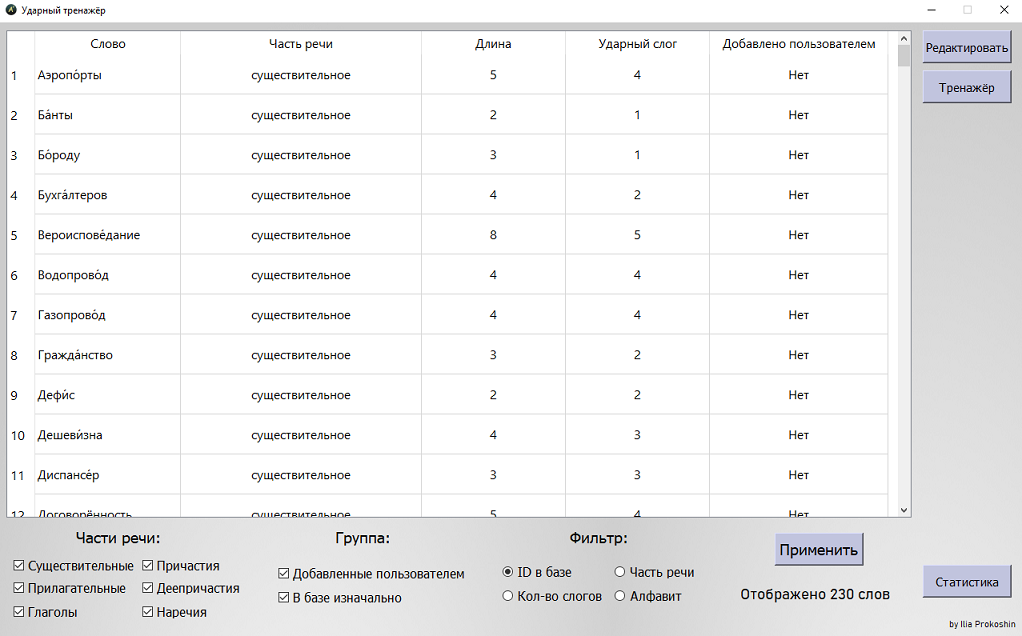 Ударный тренажёр
Слово Часть речи Длина Ударный слог Добавлено пользователем
1 Аэропо́рты существительное 5 4 Нет
2 Ба́нты существительное 2 1 Нет
3 Бо́роду существительное 3 1 Нет
4 Бухга́лтеров существительное 4 2 Нет
5 Вероиспове́дание существительное 8 5 Нет
6 Водопрово́д существительное 4 4 Нет
7 Газопрово́д существительное 4 4 Нет
8 Гражда́нство существительное 3 2 Нет
9 Дефи́с существительное 2 2 Нет
10 Дешеви́зна существительное 4 3 Нет
11 Диспансе́р существительное 3 3 Нет
12 Договорённость существительное 5 4 Нет
Редактировать
Тренажёр
Части речи: Группа: Фильтр:
Существительные Причастия
Прилагательные Деепричастия
Глаголы Наречия
Добавленные пользователем
В базе изначально
ID в базе Часть речи
Кол-во слогов Алфавит
Применить
Отображено 230 слов
Статистика
by Ilia Prokoshin